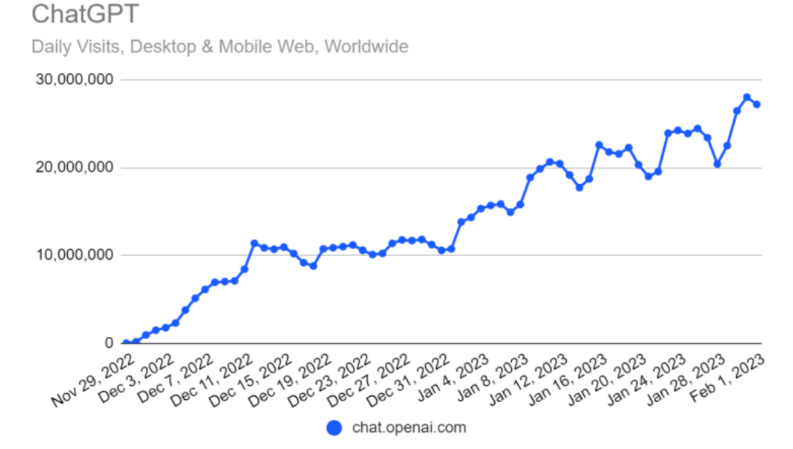 ChatGPT
Daily Visits, Desktop & Mobile Web, Worldwide
30,000,000
20,000,000
10,000,000
0
Nov 29, 2022
Dec 3, 2022
Dec 7, 2022
Dec 11, 2022
Dec 15, 2022
Dec 19, 2022
Dec 23, 2022
Dec 27, 2022
Dec 31, 2022
Jan 4, 2023
Jan 8, 2023
Jan 12, 2023
Jan 16, 2023
Jan 20, 2023
Jan 24, 2023
Jan 28, 2023
Feb 1, 2023
chat.openai.com